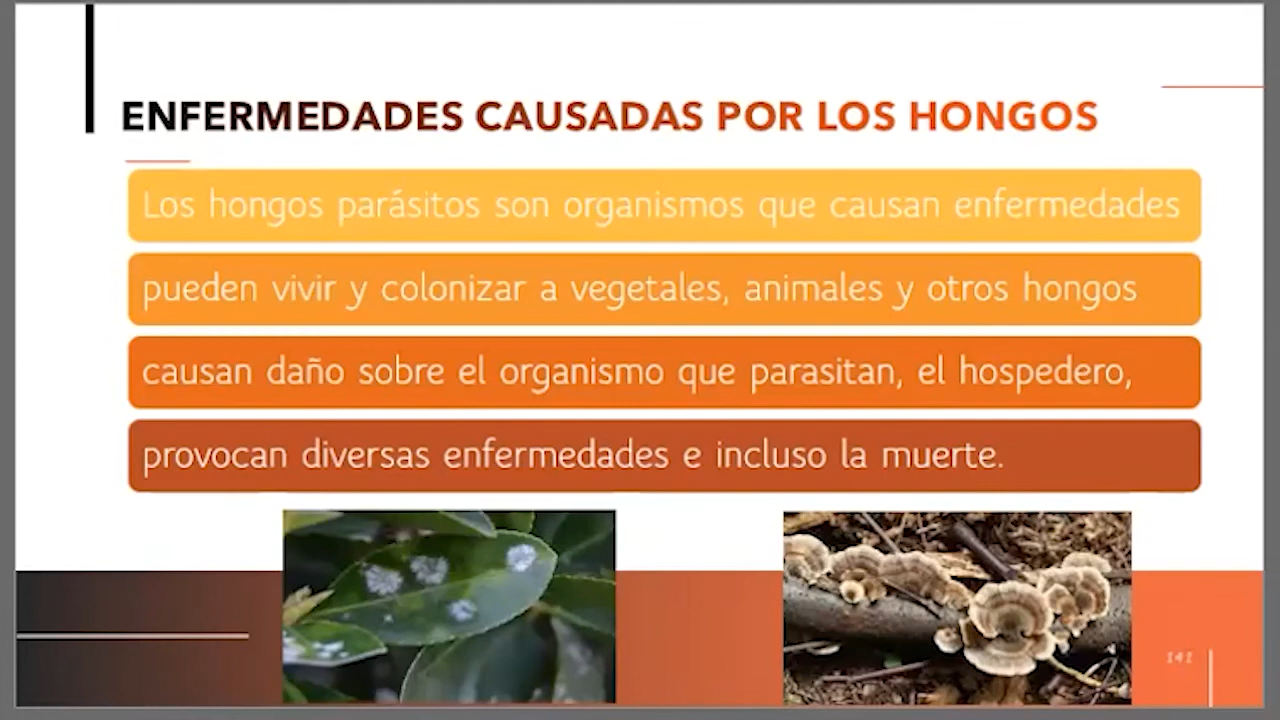 ENFERMEDADES CAUSADAS POR LOS HONGOS
Los hongos parásitos son organismos que causan enfermedades
pueden vivir y colonizar a vegetales, animales y otros hongos
causan daño sobre el organismo que parasitan, el hospedero,
provocan diversas enfermedades e incluso la muerte.
141